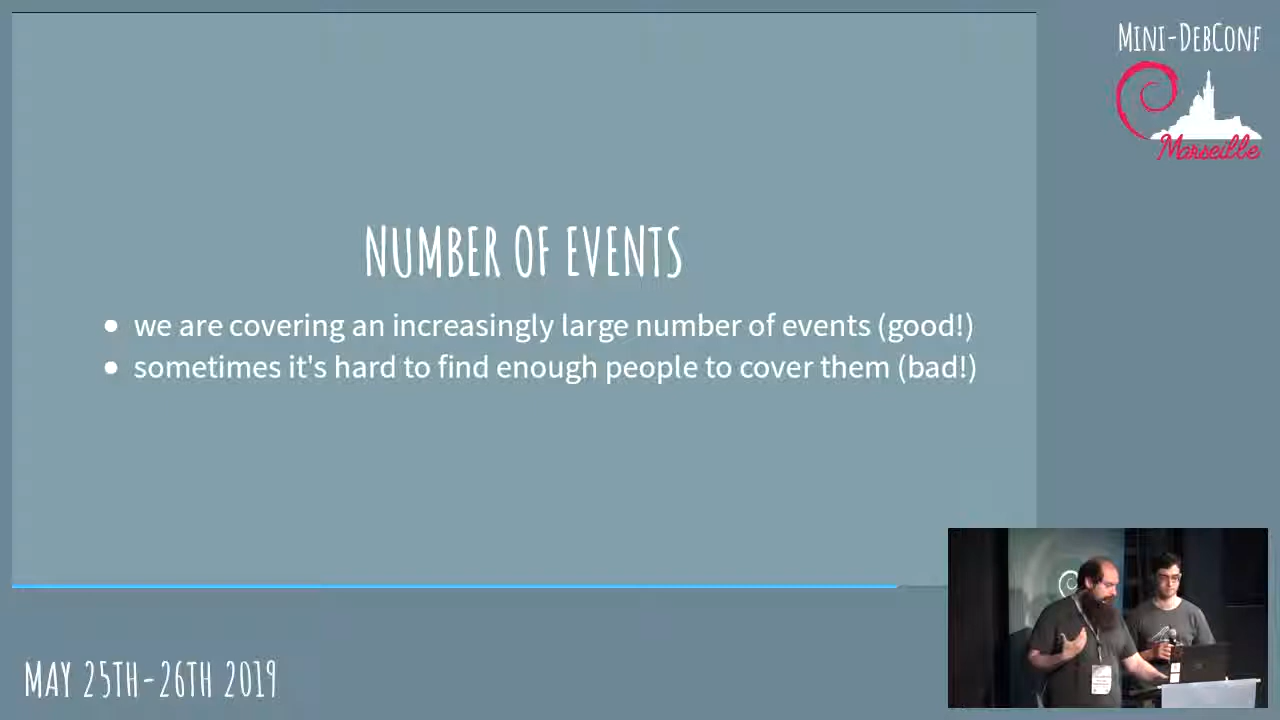 Mini-DebConf
Marseille
NUMBER OF EVENTS
we are covering an increasingly large number of events (good!)
sometimes it's hard to find enough people to cover them (bad!)
MAY 25TH-26TH 2019